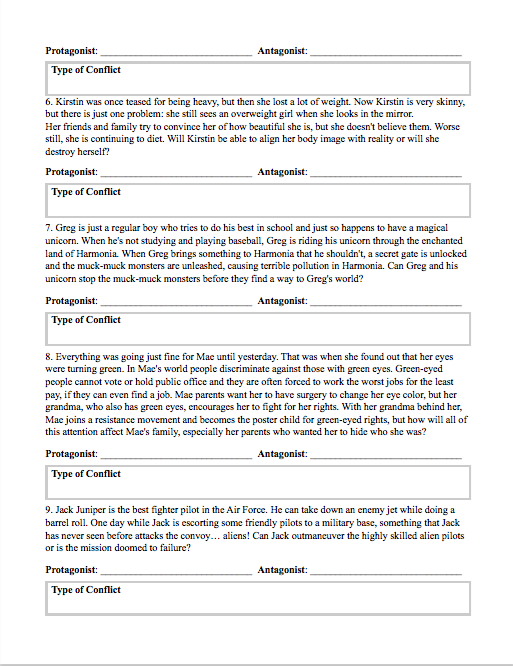 Protagonist: ______________________________ Antagonist: ______________________________
Type of Conflict
6. Kirstin was once teased for being heavy, but then she lost a lot of weight. Now Kirstin is very skinny,
but there is just one problem: she still sees an overweight girl when she looks in the mirror.
Her friends and family try to convince her of how beautiful she is, but she doesn't believe them. Worse
still, she is continuing to diet. Will Kirstin be able to align her body image with reality or will she
destroy herself?
Protagonist: ______________________________ Antagonist: ______________________________
Type of Conflict
7. Greg is just a regular boy who tries to do his best in school and just so happens to have a magical
unicorn. When he's not studying and playing baseball, Greg is riding his unicorn through the enchanted
land of Harmonia. When Greg brings something to Harmonia that he shouldn't, a secret gate is unlocked
and the muck-muck monsters are unleashed, causing terrible pollution in Harmonia. Can Greg and his
unicorn stop the muck-muck monsters before they find a way to Greg's world?
Protagonist: ______________________________ Antagonist: ______________________________
Type of Conflict
8. Everything was going just fine for Mae until yesterday. That was when she found out that her eyes
were turning green. In Mae's world people discriminate against those with green eyes. Green-eyed
people cannot vote or hold public office and they are often forced to work the worst jobs for the least
pay, if they can even find a job. Mae parents want her to have surgery to change her eye color, but her
grandma, who also has green eyes, encourages her to fight for her rights. With her grandma behind her,
Mae joins a resistance movement and becomes the poster child for green-eyed rights, but how will all of
this attention affect Mae's family, especially her parents who wanted her to hide who she was?
Protagonist: ______________________________ Antagonist: ______________________________
Type of Conflict
9. Jack Juniper is the best fighter pilot in the Air Force. He can take down an enemy jet while doing a
barrel roll. One day while Jack is escorting some friendly pilots to a military base, something that Jack
has never seen before attacks the convoy… aliens! Can Jack outmaneuver the highly skilled alien pilots
or is the mission doomed to failure?
Protagonist: ______________________________ Antagonist: ______________________________
Type of Conflict